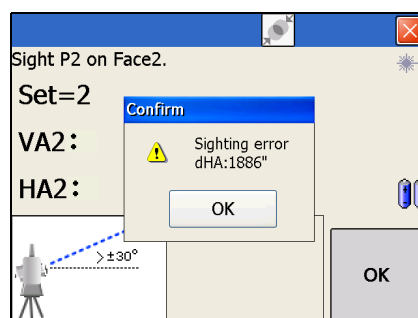 Sight P2 on Face2.
Set=2
Confirm
VA2:
Sighting error
dHA:1886"
HA2:
OK
>±30°
OK